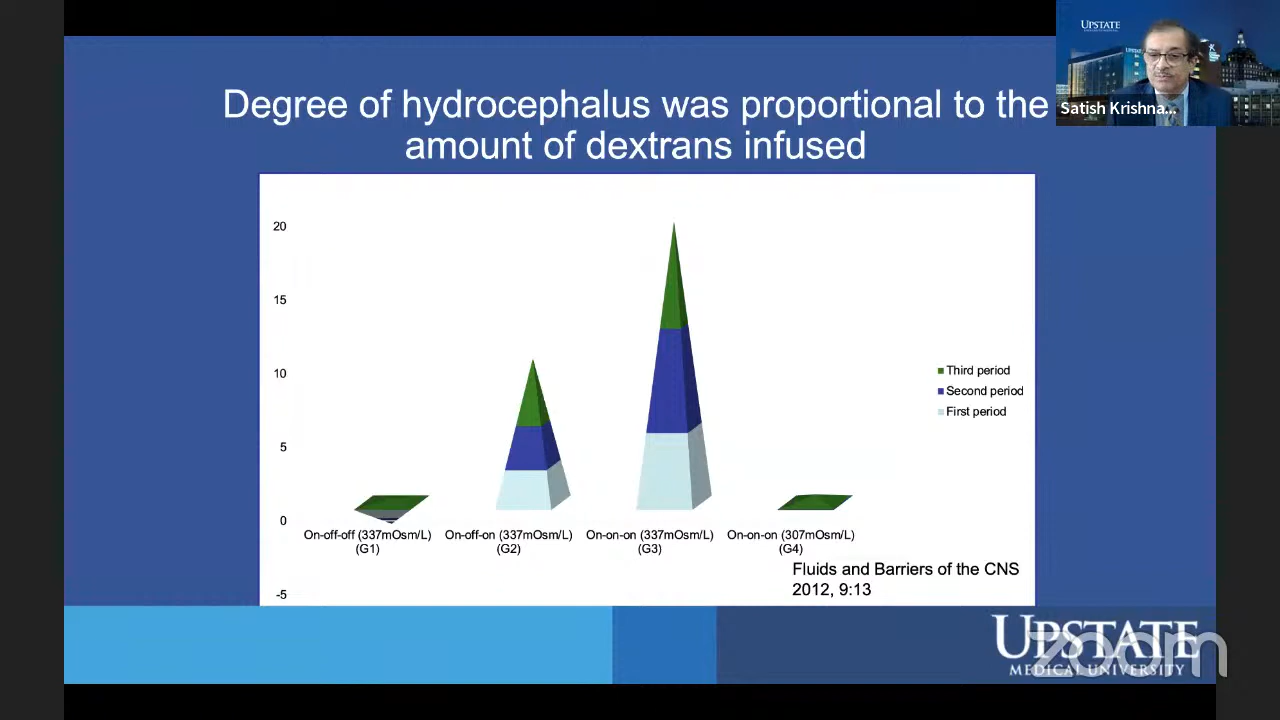 UPSTATE
Satish Krishna...
Degree of hydrocephalus was proportional to the
amount of dextrans infused
20
15
10
5
0
-5
Third period
Second period
First period
On-off-off (337mOsm/L)
(G1)
On-off-on (337mOsm/L)
(G2)
On-on-on (337mOsm/L)
(G3)
On-on-on (307mOsm/L)
(G4)
Fluids and Barriers of the CNS
2012, 9:13
UPSTATE
MEDICAL UNIVERSITY
zoom